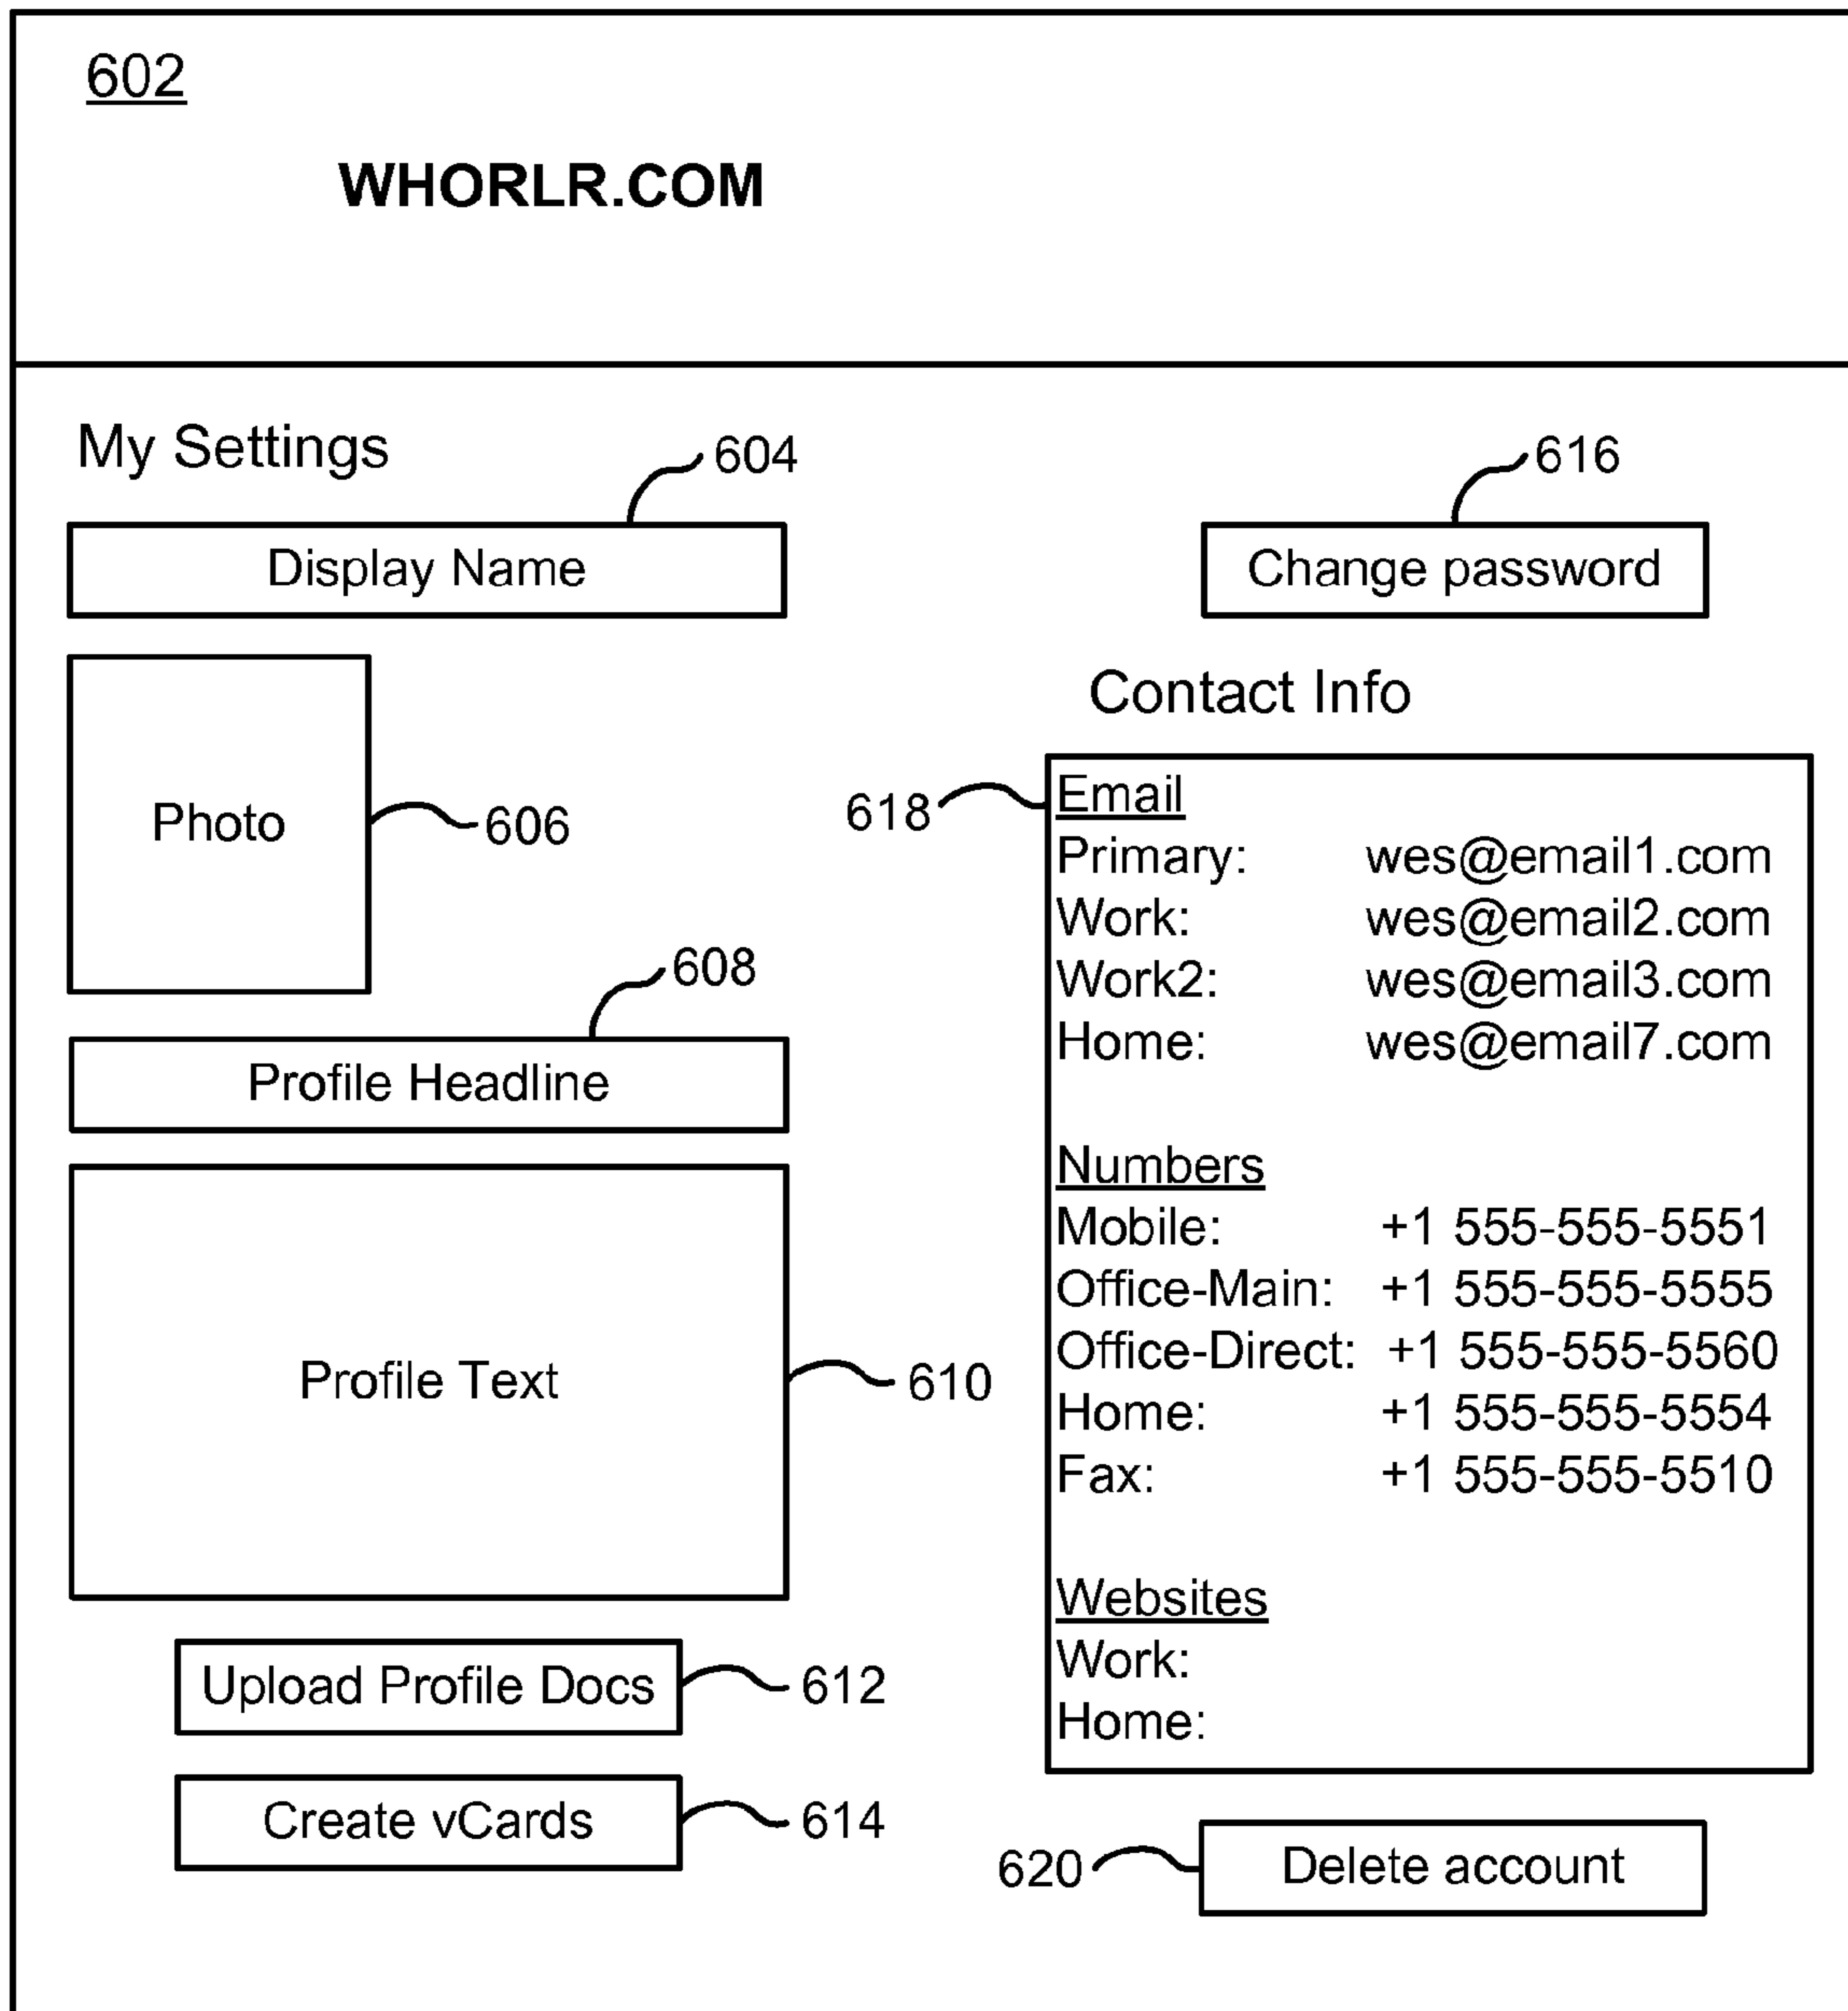 602
WHORLR.COM
My Settings
604
Display Name
Photo
606
608
Profile Headline
Profile Text
610
Upload Profile Docs
612
Create vCards
614
616
Change password
Contact Info
618
Email
Primary: wes@email1.com
Work: wes@email2.com
Work2: wes@email3.com
Home: wes@email7.com
Numbers
Mobile: +1 555-555-5551
Office-Main: +1 555-555-5555
Office-Direct: +1 555-555-5560
Home: +1 555-555-5554
Fax: +1 555-555-5510
Websites
Work:
Home:
620
Delete account